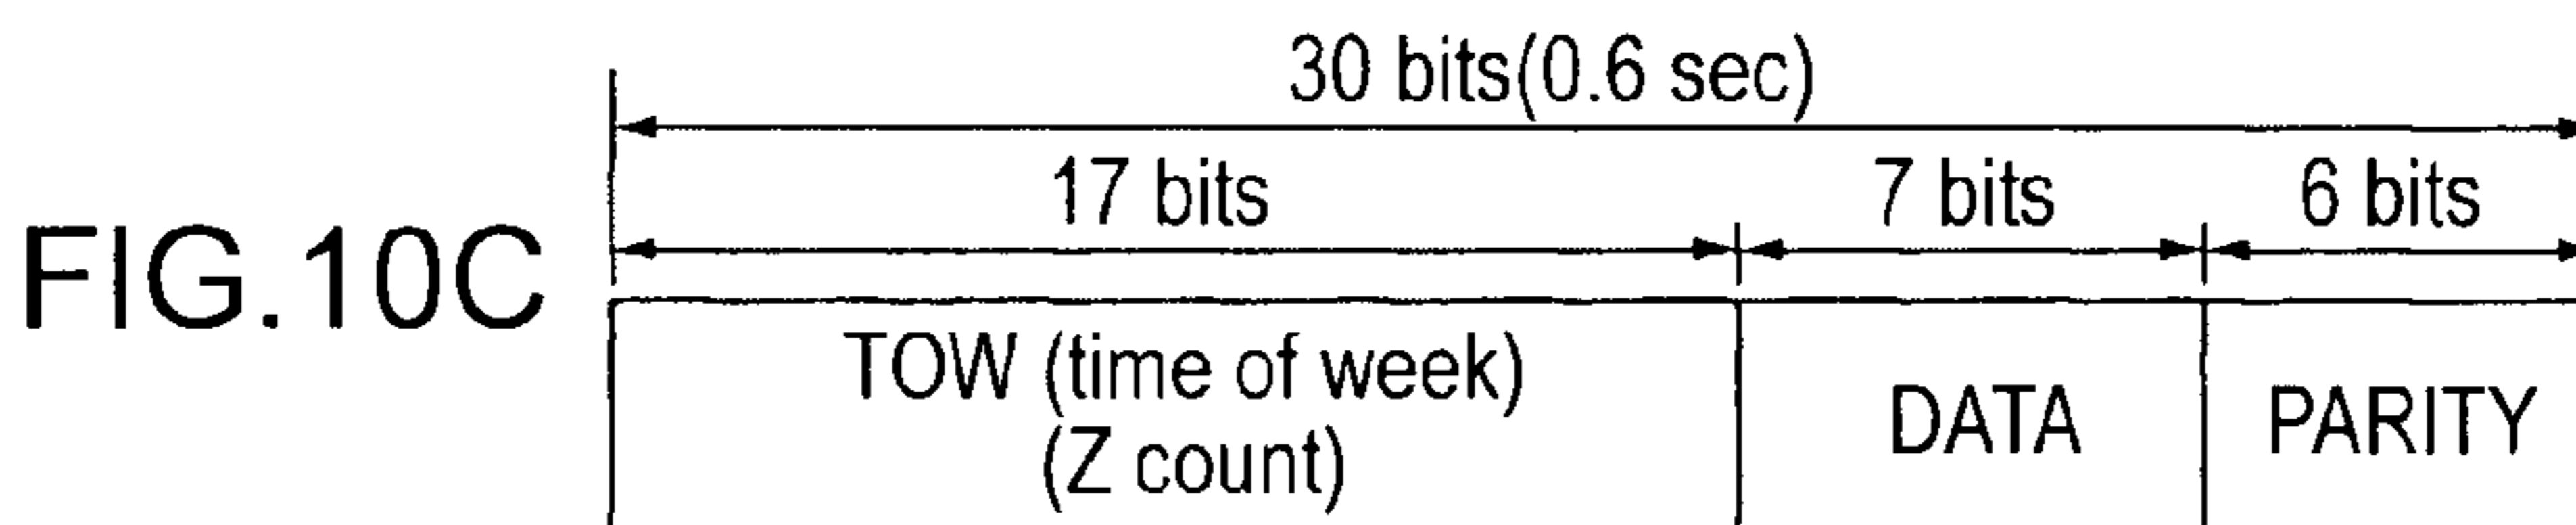 30 bits(0.6 sec)
17 bits 7 bits 6 bits
FIG.10C
TOW (time of week)
(Z count)
DATA
PARITY